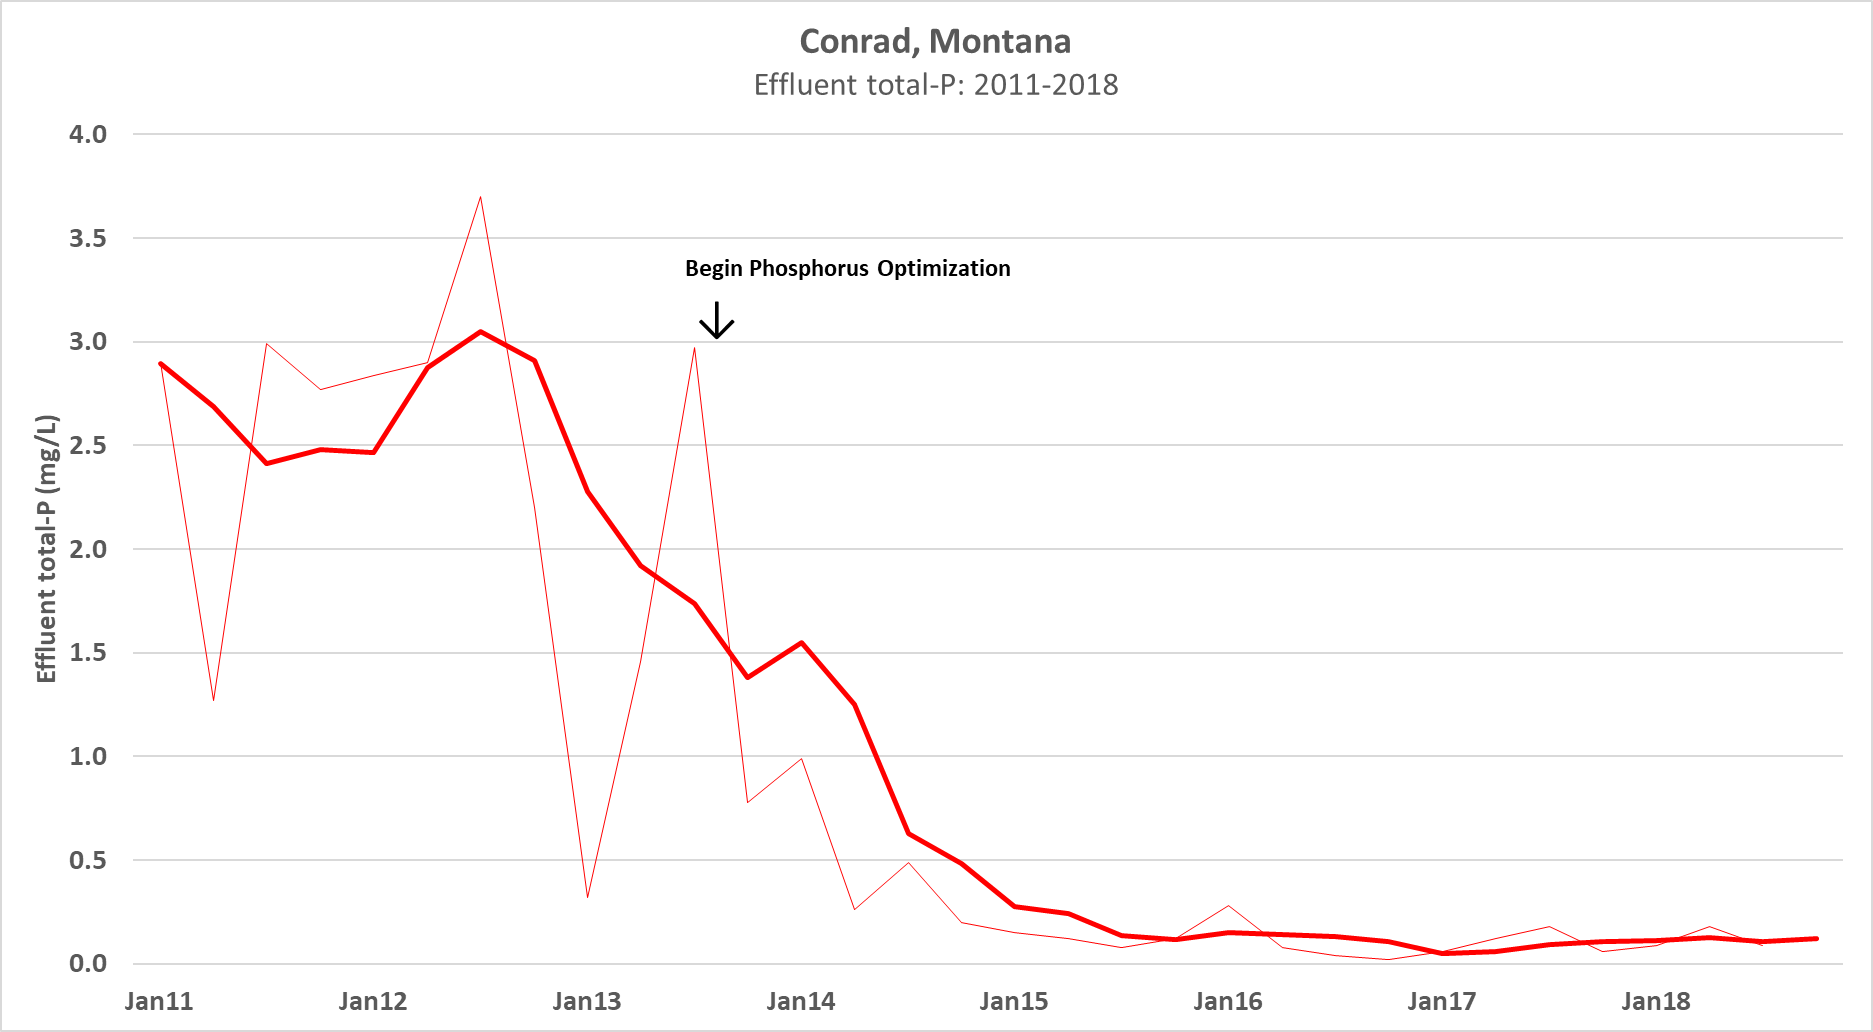 Conrad, Montana
Effluent total-P: 2011-2018
4.0
3.5
Begin Phosphorus Optimization
3.0
2.5
2.0
1.5
1.0
0.5
0.0
Effluent total-P (mg/L)
Jan11 Jan12 Jan13 Jan14 Jan15 Jan16 Jan17 Jan18